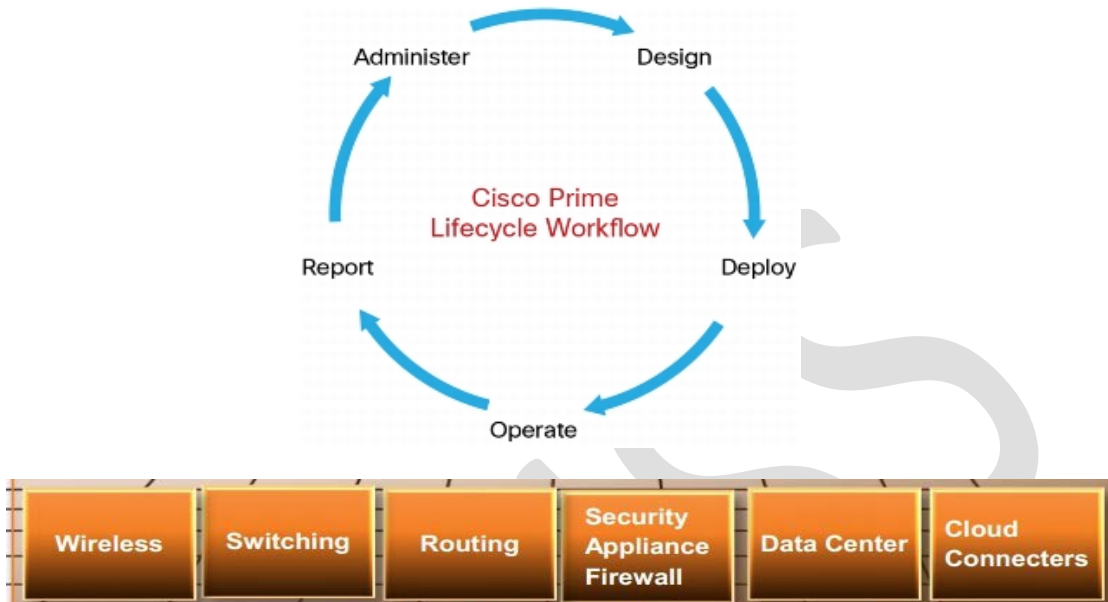 Administer
Design
Cisco Prime
Lifecycle Workflow
Report
Deploy
Operate
Wireless
Switching
Routing
Security
Appliance
Firewall
Data Center
Cloud
Connecters